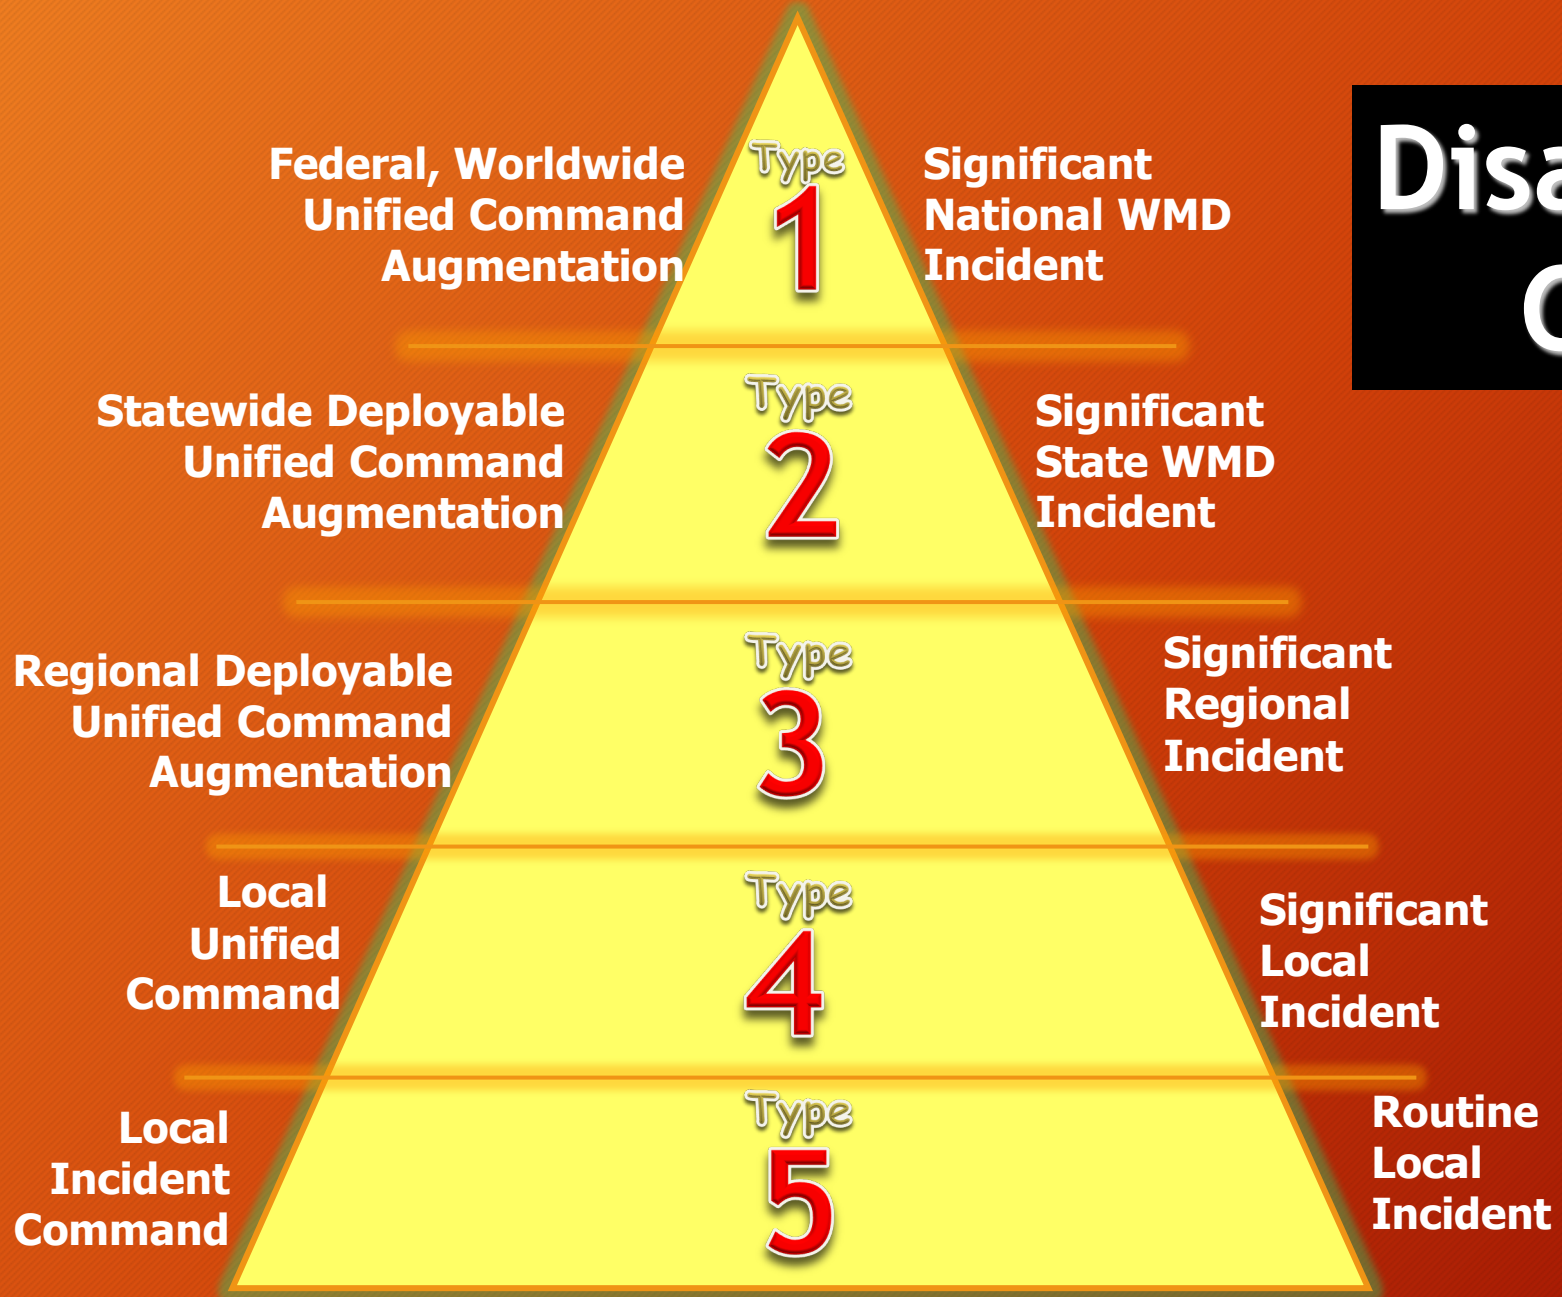 Federal, Worldwide
Unified Command
Augmentation
Type
1
Significant
National WMD
Incident
Statewide Deployable
Unified Command
Augmentation
Type
2
Significant
State WMD
Incident
Regional Deployable
Unified Command
Augmentation
Type
3
Significant
Regional
Incident
Local
Unified
Command
Type
4
Significant
Local
Incident
Local
Incident
Command
Type
5
Routine
Local
Incident